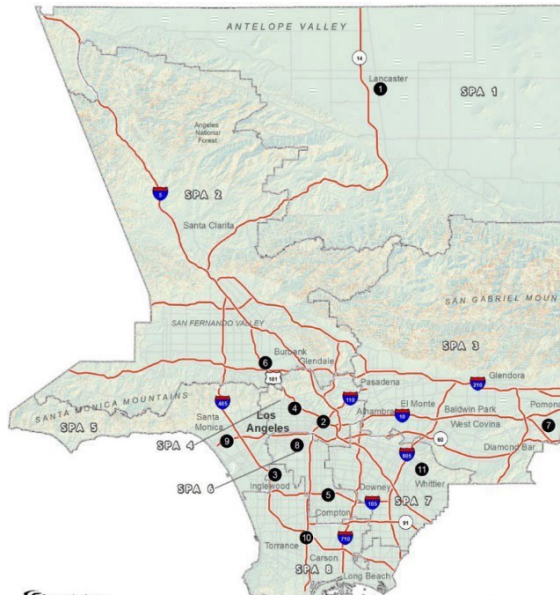 ANTELOPE VALLEY
14
Lancaster
1
SPA 1
Angeles
National
Forest
5
SPA 2
Santa Clarita
SAN GABRIEL MOUN
SAN FERNANDO VALLEY
SPA 3
Burbank
6
Glendale
101
Pasadena
Glendora
210
SANTA MONICA MOUNTAINS
405
4
110
El Monte
Baldwin Park
Pomona
SPA 5
Santa
Monica
Los
Angeles
2
Alhambra
10
West Covina
7
9
SPA 4
8
60
Diamond Bar
605
SPA 6
3
11
Inglewood
Whittier
5
Downey
SPA 7
105
Compton
91
10
710
Torrance
Carson
SPA 8
Long Beach